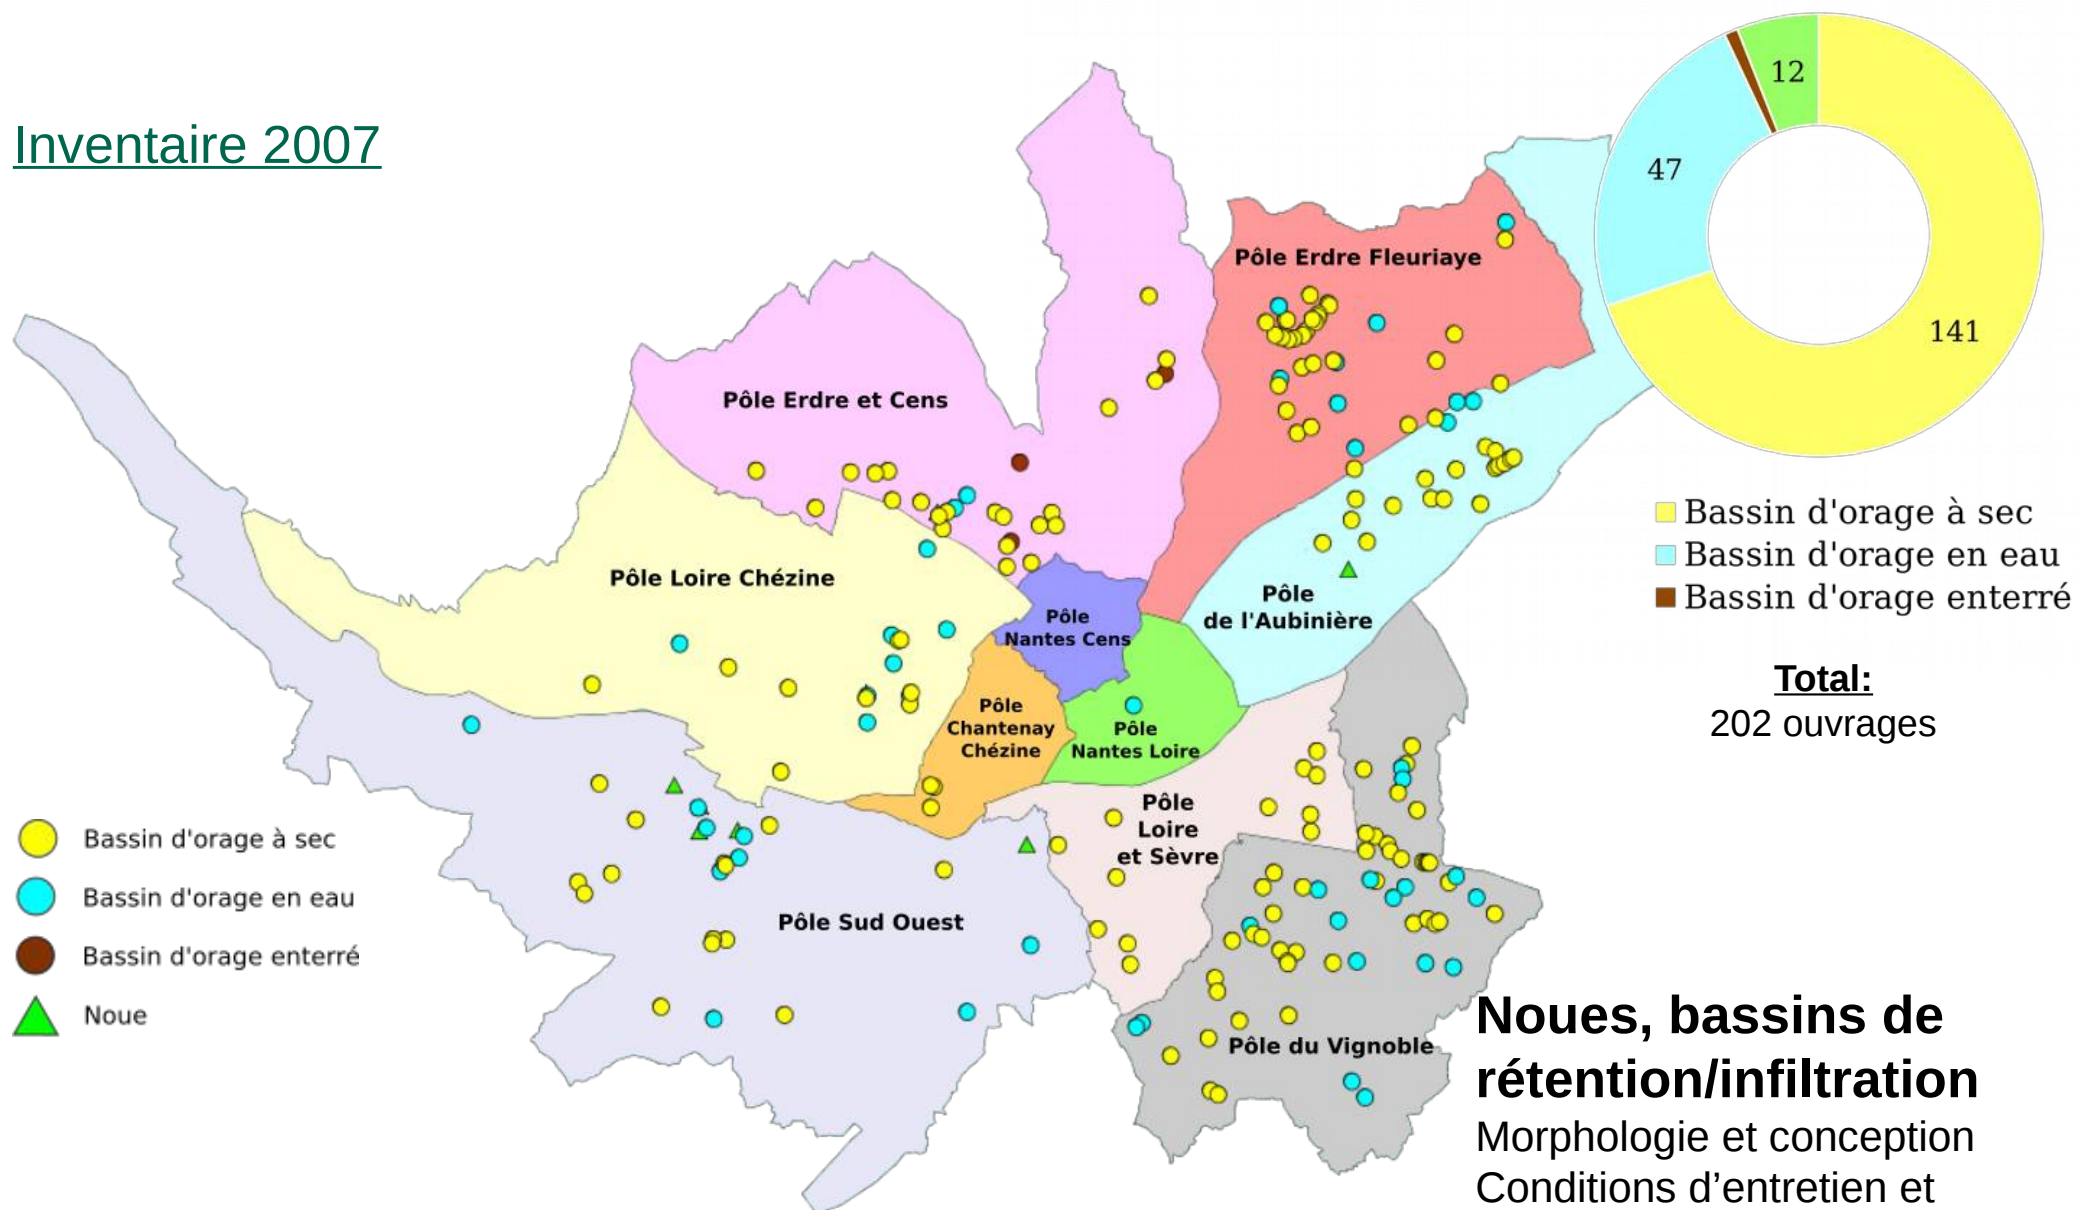 Inventaire 2007
12
47
141
Pôle Erdre Fleuriaye
Pôle Erdre et Cens
Bassin d'orage à sec
Bassin d'orage en eau
Bassin d'orage enterré
Pôle Loire Chézine
Pôle
de l'Aubinière
Pôle
Nantes Cens
Total:
202 ouvrages
Pôle
Chantenay
Chézine
Pôle
Nantes Loire
Pôle
Loire
et Sèvre
Bassin d'orage à sec
Bassin d'orage en eau
Bassin d'orage enterré
Noue
Pôle Sud Ouest
Pôle du Vignoble
Noues, bassins de
rétention/infiltration
Morphologie et conception
Conditions d’entretien et